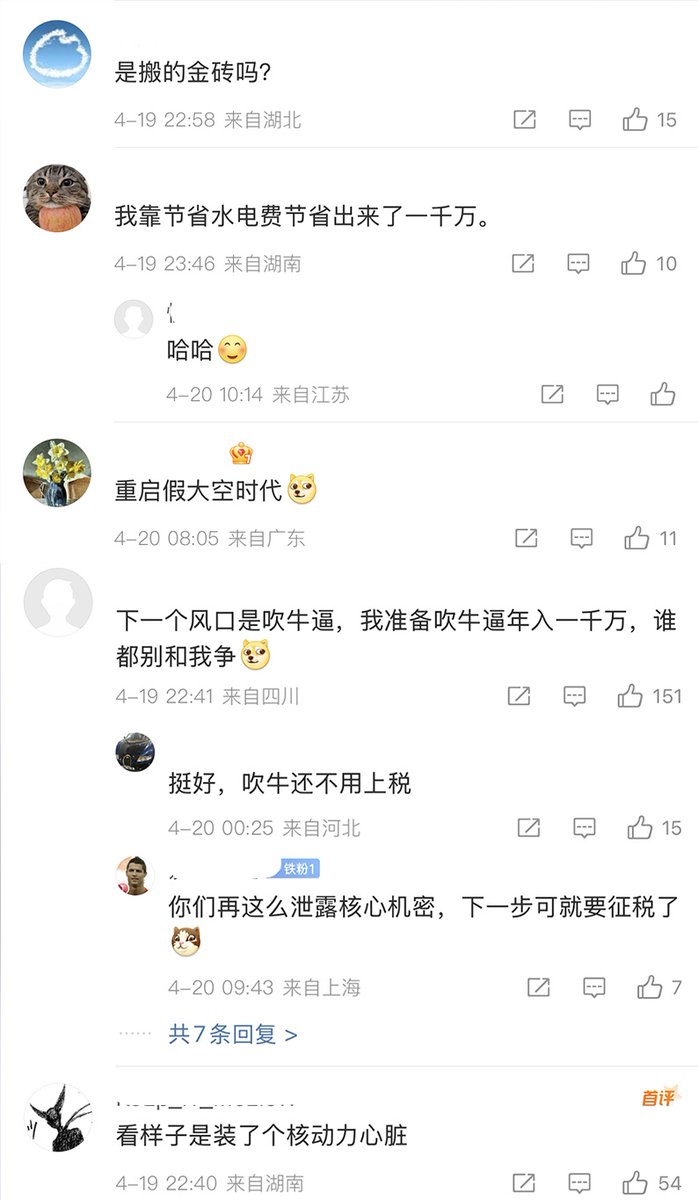 是搬的金砖吗？
4-19 22:58 来自湖北
15
我靠节省水电费节省出来了一千万。
4-19 23:46 来自湖南
10
哈哈
4-20 10:14 来自江苏
重启假大空时代
4-20 08:05 来自广东
11
下一个风口是吹牛逼，我准备吹牛逼年入一千万，谁
都别和我争
4-19 22:41 来自四川
151
挺好，吹牛还不用上税
4-20 00:25 来自河北
15
铁粉1
你们再这么泄露核心机密，下一步可就要征税了
4-20 09:43 来自上海
7
共7条回复 >
首评
看样子是装了个核动力心脏
4-19 22:40 来自湖南
54